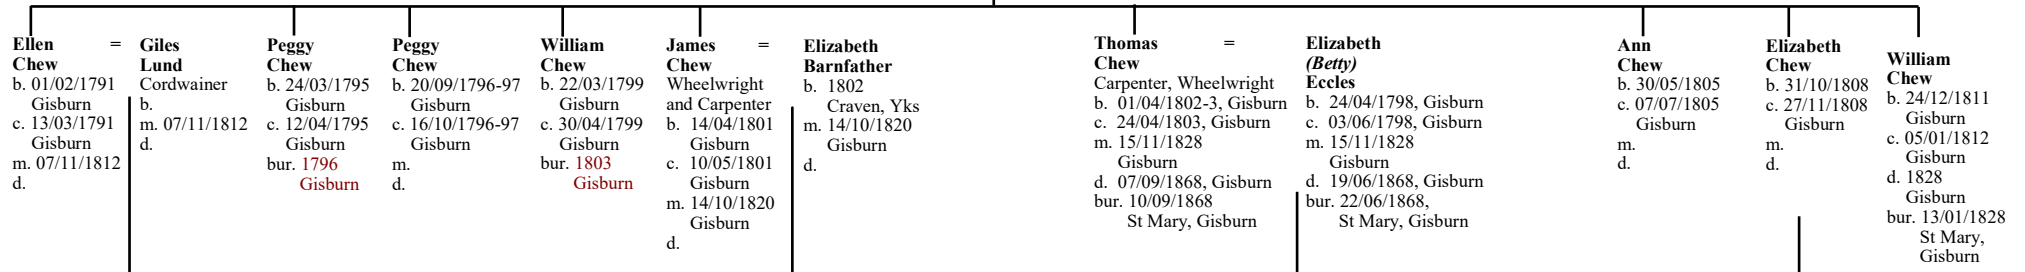 Ellen =
Chew
b. 01/02/1791
Gisburn
c. 13/03/1791
Gisburn
m. 07/11/1812
d.
Giles
Lund
Cordwainer
b.
m. 07/11/1812
d.
Peggy
Chew
b. 24/03/1795
Gisburn
c. 12/04/1795
Gisburn
bur. 1796
Gisburn
Peggy
Chew
b. 20/09/1796-97
Gisburn
c. 16/10/1796-97
Gisburn
m.
d.
William
Chew
b. 22/03/1799
Gisburn
c. 30/04/1799
Gisburn
bur. 1803
Gisburn
James =
Chew
Wheelwright
and Carpenter
b. 14/04/1801
Gisburn
c. 10/05/1801
Gisburn
m. 14/10/1820
Gisburn
d.
Elizabeth
Barnfather
b. 1802
Craven, Yks
m. 14/10/1820
Gisburn
d.
Thomas =
Chew
Carpenter, Wheelwright
b. 01/04/1802-3, Gisburn
c. 24/04/1803, Gisburn
m. 15/11/1828
Gisburn
d. 07/09/1868, Gisburn
bur. 10/09/1868
St Mary, Gisburn
Elizabeth
(Betty)
Eccles
b. 24/04/1798, Gisburn
c. 03/06/1798, Gisburn
m. 15/11/1828
Gisburn
d. 19/06/1868, Gisburn
bur. 22/06/1868,
St Mary, Gisburn
Ann
Chew
b. 30/05/1805
c. 07/07/1805
Gisburn
m.
d.
Elizabeth
Chew
b. 31/10/1808
c. 27/11/1808
Gisburn
m.
d.
William
Chew
b. 24/12/1811
Gisburn
c. 05/01/1812
Gisburn
d. 1828
Gisburn
bur. 13/01/1828
St Mary,
Gisburn